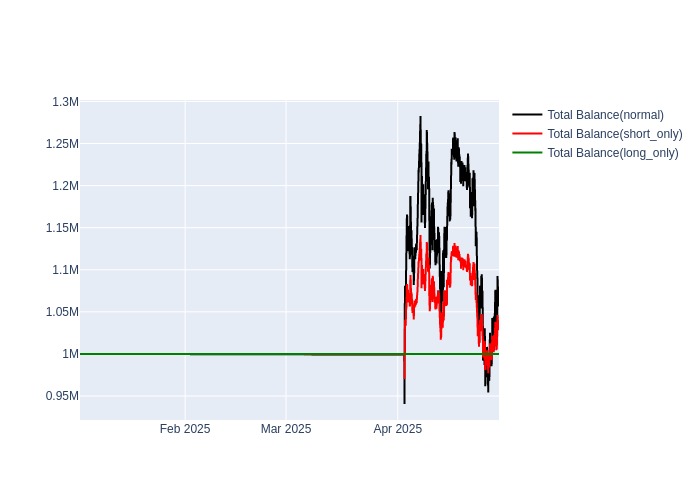 1.3M
1.25M
1.2M
1.15M
1.1M
1.05M
1M
0.95M
Feb 2025 Mar 2025 Apr 2025
Total Balance(normal)
Total Balance(short_only)
Total Balance(long_only)